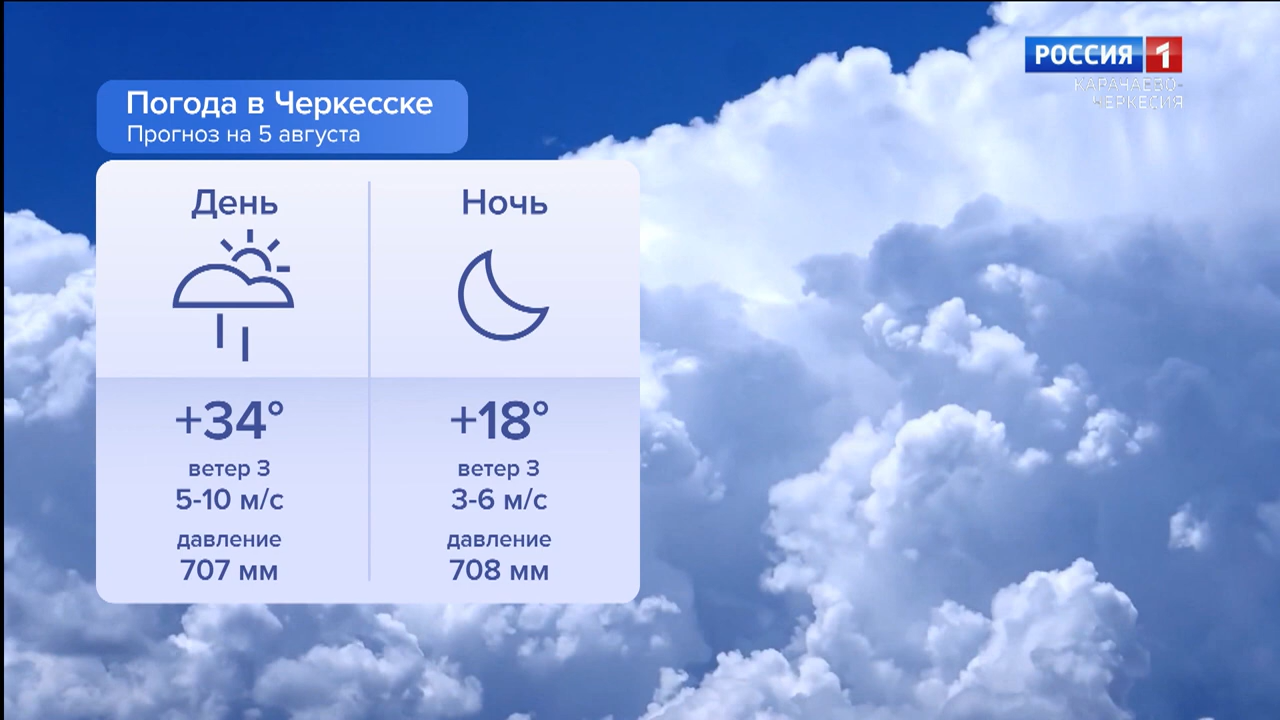 РОССИЯ 1
КАРАЧАЕВО-
ЧЕРКЕСИЯ
Погода в Черкесске
Прогноз на 5 августа
День
Ночь
+34°
+18°
ветер З
ветер З
5-10 м/с
3-6 м/с
давление
давление
707 мм
708 мм